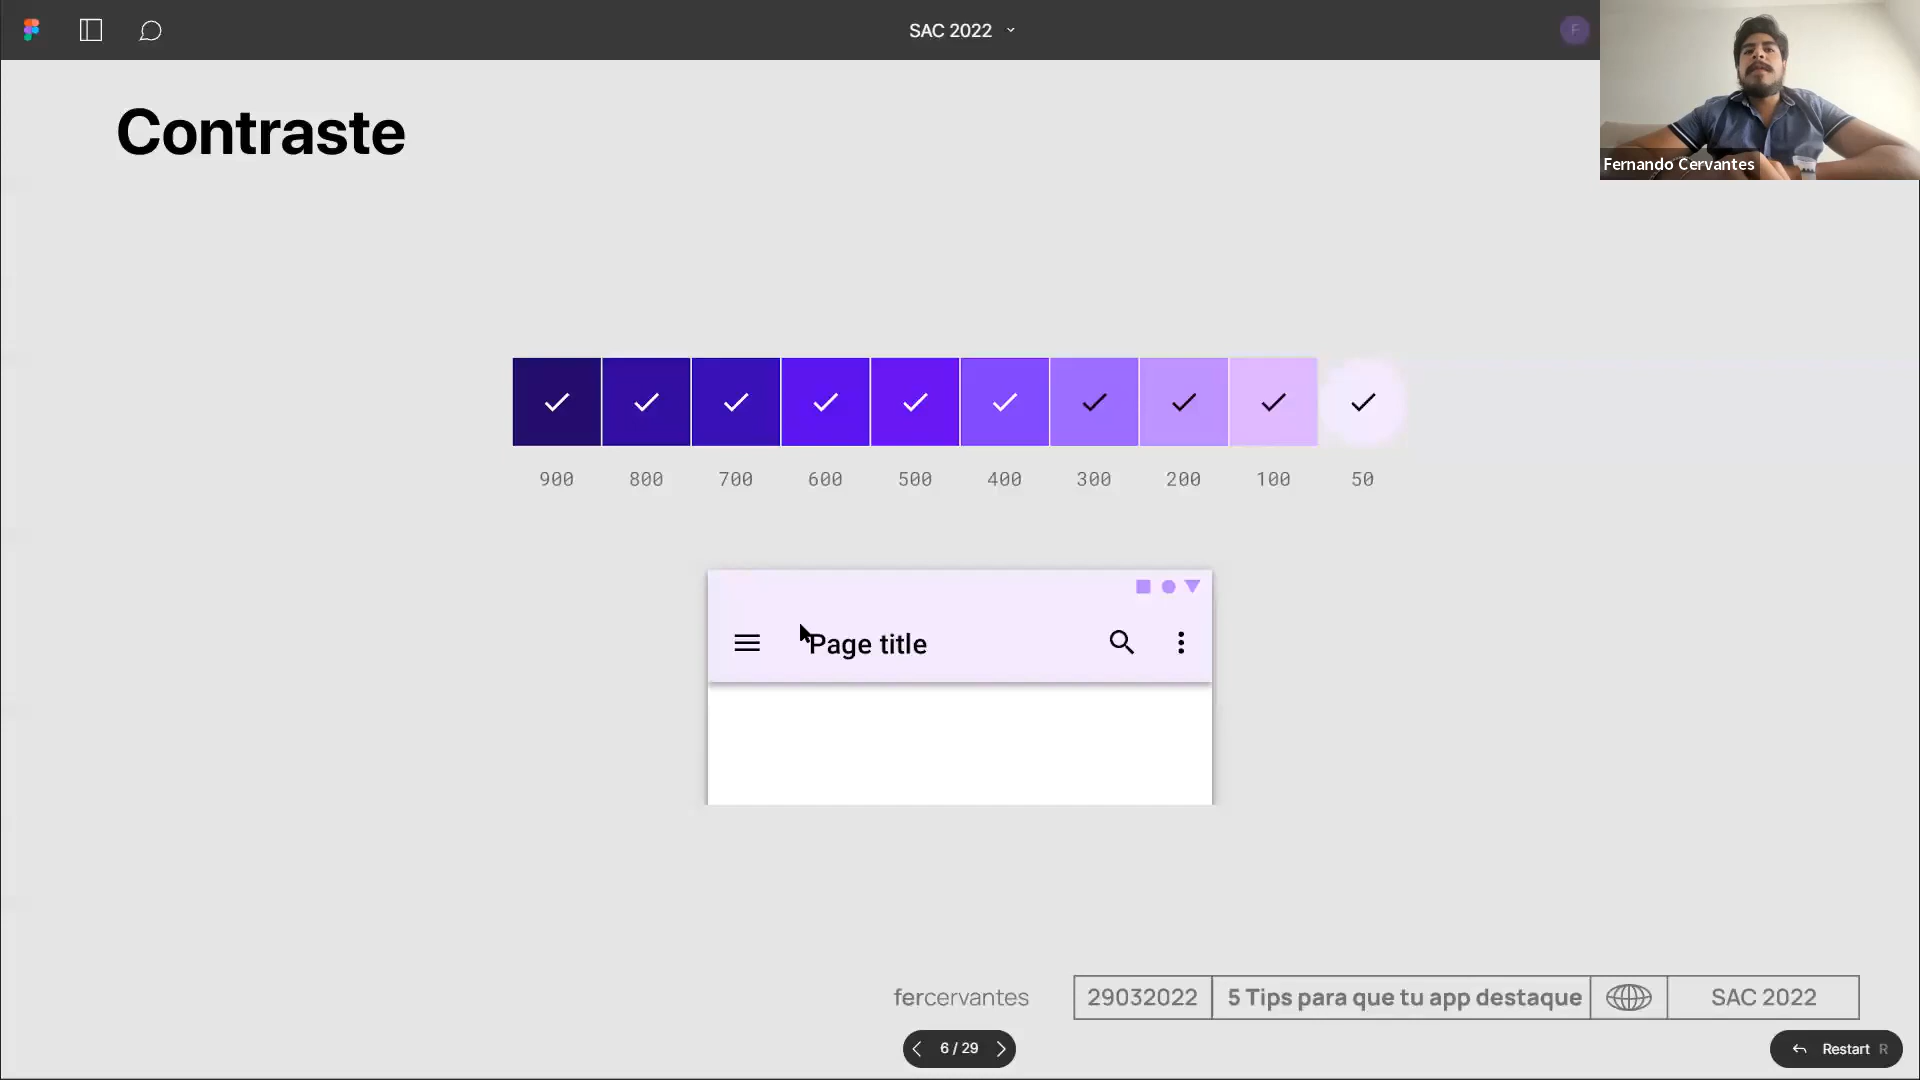 SAC 2022
F
Fernando Cervantes
Contraste
900 800 700 600 500 400 300 200 100 50
Page title
fercervantes
29032022
5 Tips para que tu app destaque
SAC 2022
6 / 29
Restart R